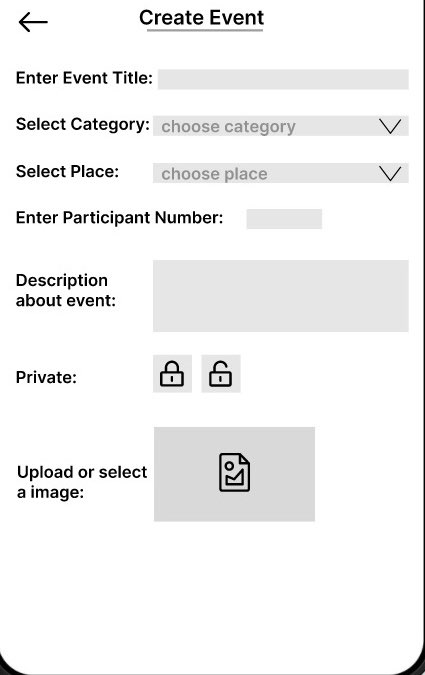 Create Event
Enter Event Title:
Select Category: choose category
Select Place: choose place
Enter Participant Number:
Description
about event:
Private:
Upload or select
a image: